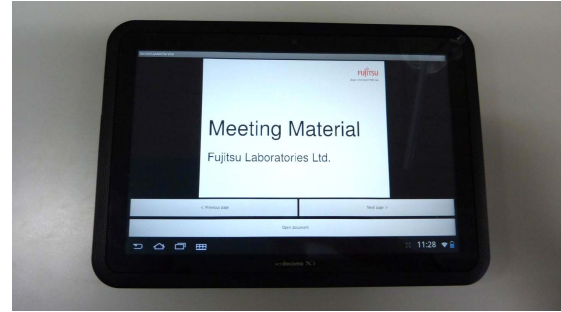 FUJITSU
Meeting Material
Fujitsu Laboratories Ltd.
< Previous page
Next page >
11:28